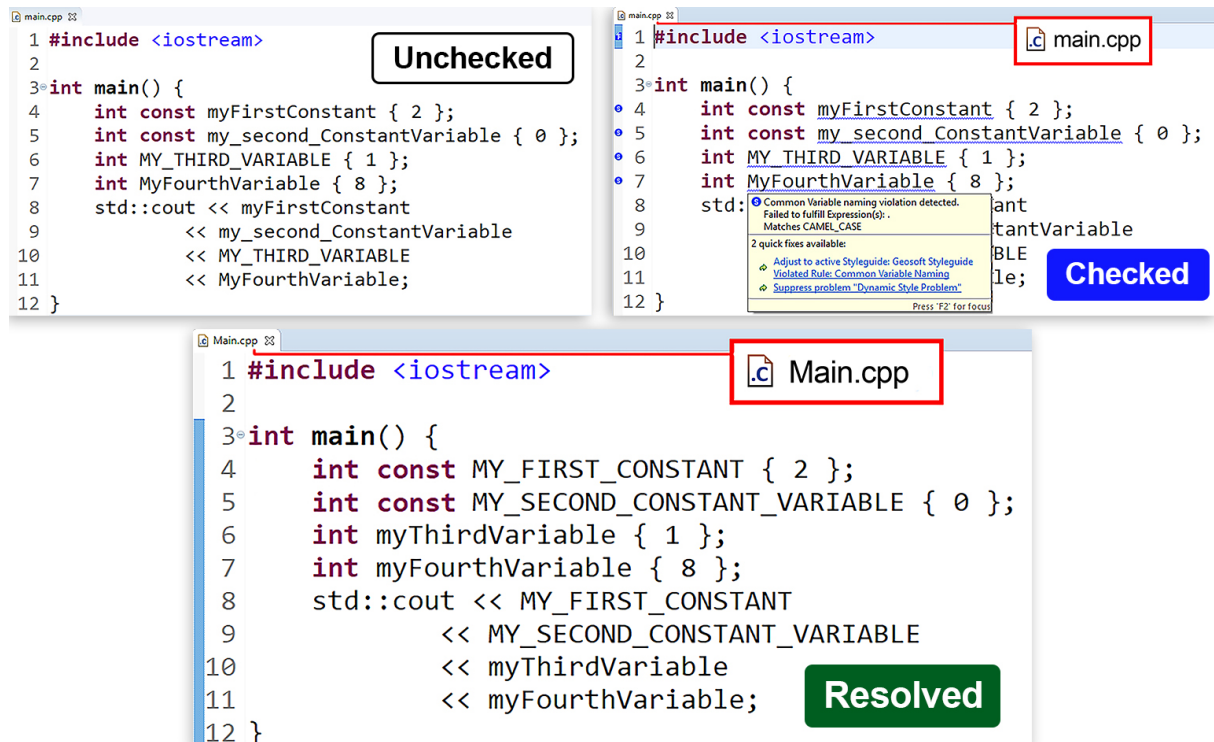 main.cpp
1 #include <iostream>
2
3 int main() {
4 int const myFirstConstant { 2 };
5 int const my_second_ConstantVariable { 0 };
6 int MY_THIRD_VARIABLE { 1 };
7 int MyFourthVariable { 8 };
8 std::cout << myFirstConstant
9 << my_second_ConstantVariable
10 << MY_THIRD_VARIABLE
11 << MyFourthVariable;
12 }
Unchecked
main.cpp
main.cpp
1 #include <iostream>
2
3 int main() {
4 int const myFirstConstant { 2 };
5 int const my_second_ConstantVariable { 0 };
6 int MY_THIRD_VARIABLE { 1 };
7 int MyFourthVariable { 8 };
8 std: ant
9 tantVariable
10 BLE
11 le;
12 }
Common Variable naming violation detected.
Failed to fulfill Expression(s): .
Matches CAMEL_CASE
2 quick fixes available:
Adjust to active Styleguide: Geosoft Styleguide
Violated Rule: Common Variable Naming
Suppress problem "Dynamic Style Problem"
Press 'F2' for focus
Checked
Main.cpp
.c Main.cpp
1 #include <iostream>
2
3 int main() {
4 int const MY_FIRST_CONSTANT { 2 };
5 int const MY_SECOND_CONSTANT_VARIABLE { 0 };
6 int myThirdVariable { 1 };
7 int myFourthVariable { 8 };
8 std::cout << MY_FIRST_CONSTANT
9 << MY_SECOND_CONSTANT_VARIABLE
10 << myThirdVariable
11 << myFourthVariable;
12 }
Resolved